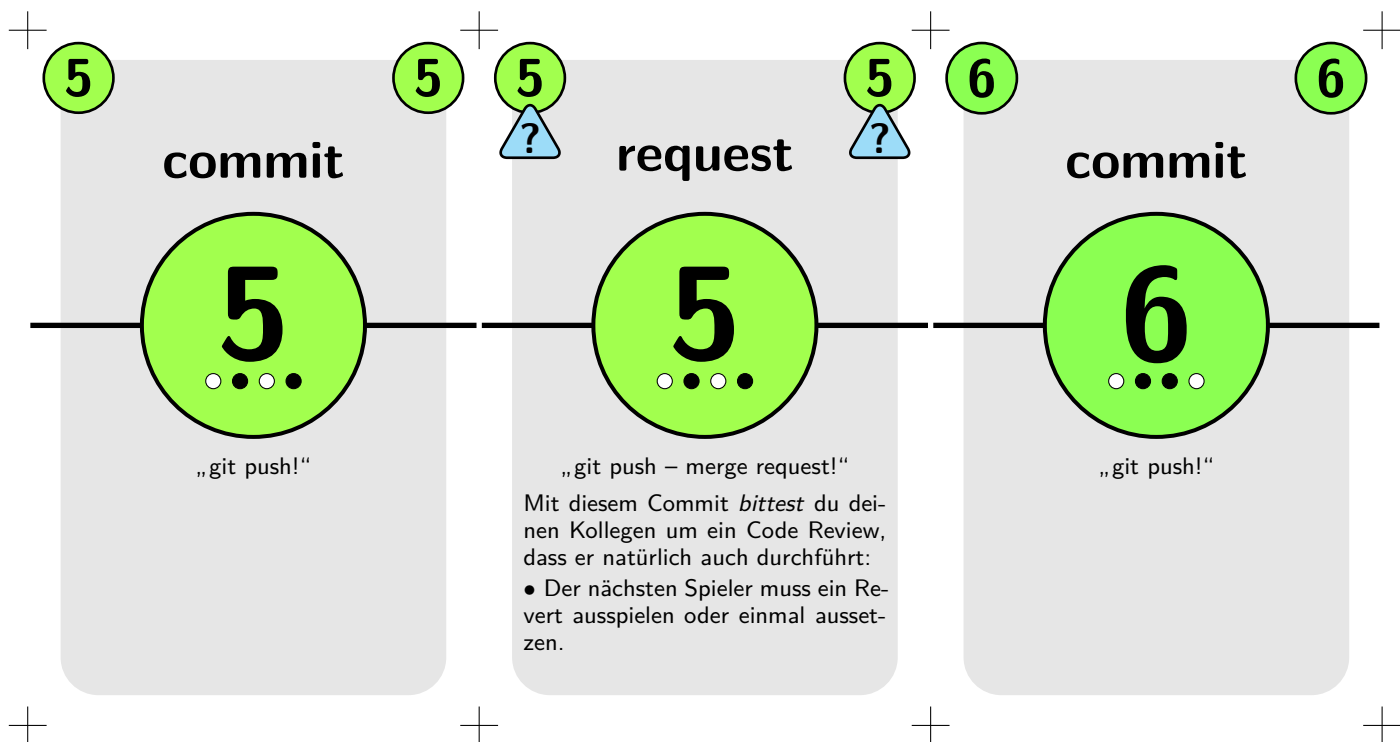 5 5
commit
5
„git push!“
5 5
? ?
request
5
„git push – merge request!“
Mit diesem Commit bittest du dei-
nen Kollegen um ein Code Review,
dass er natürlich auch durchführt:
• Der nächsten Spieler muss ein Re-
vert ausspielen oder einmal ausset-
zen.
6 6
commit
6
„git push!“